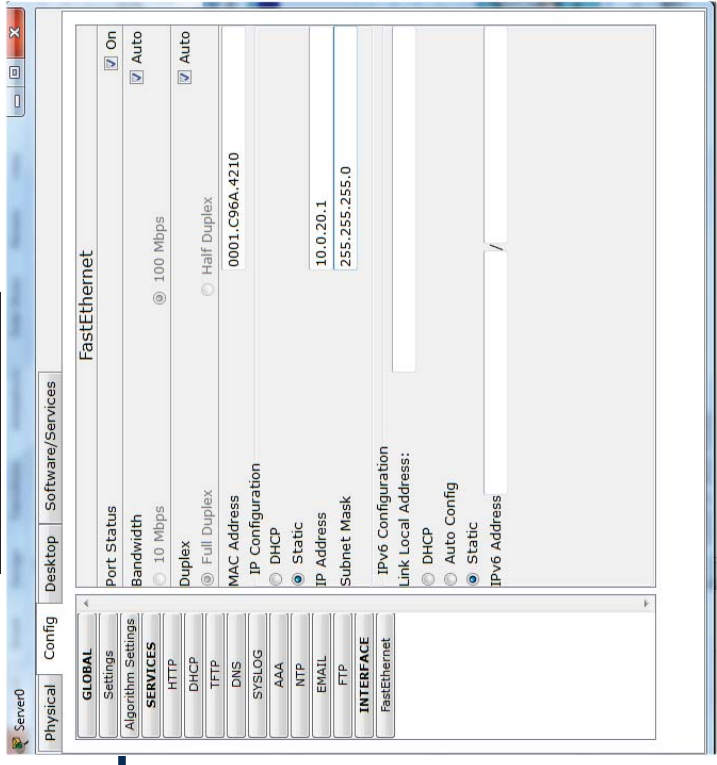 Server0
Physical Config Desktop Software/Services
GLOBAL
Settings
Algorithm Settings
SERVICES
HTTP
DHCP
TFTP
DNS
SYSLOG
AAA
NTP
EMAIL
FTP
INTERFACE
FastEthernet
FastEthernet
Port Status On
Bandwidth Auto
10 Mbps 100 Mbps
Duplex Auto
Full Duplex Half Duplex
MAC Address 0001.C96A.4210
IP Configuration
DHCP
Static
IP Address 10.0.20.1
Subnet Mask 255.255.255.0
IPv6 Configuration
Link Local Address:
DHCP
Auto Config
Static
IPv6 Address /